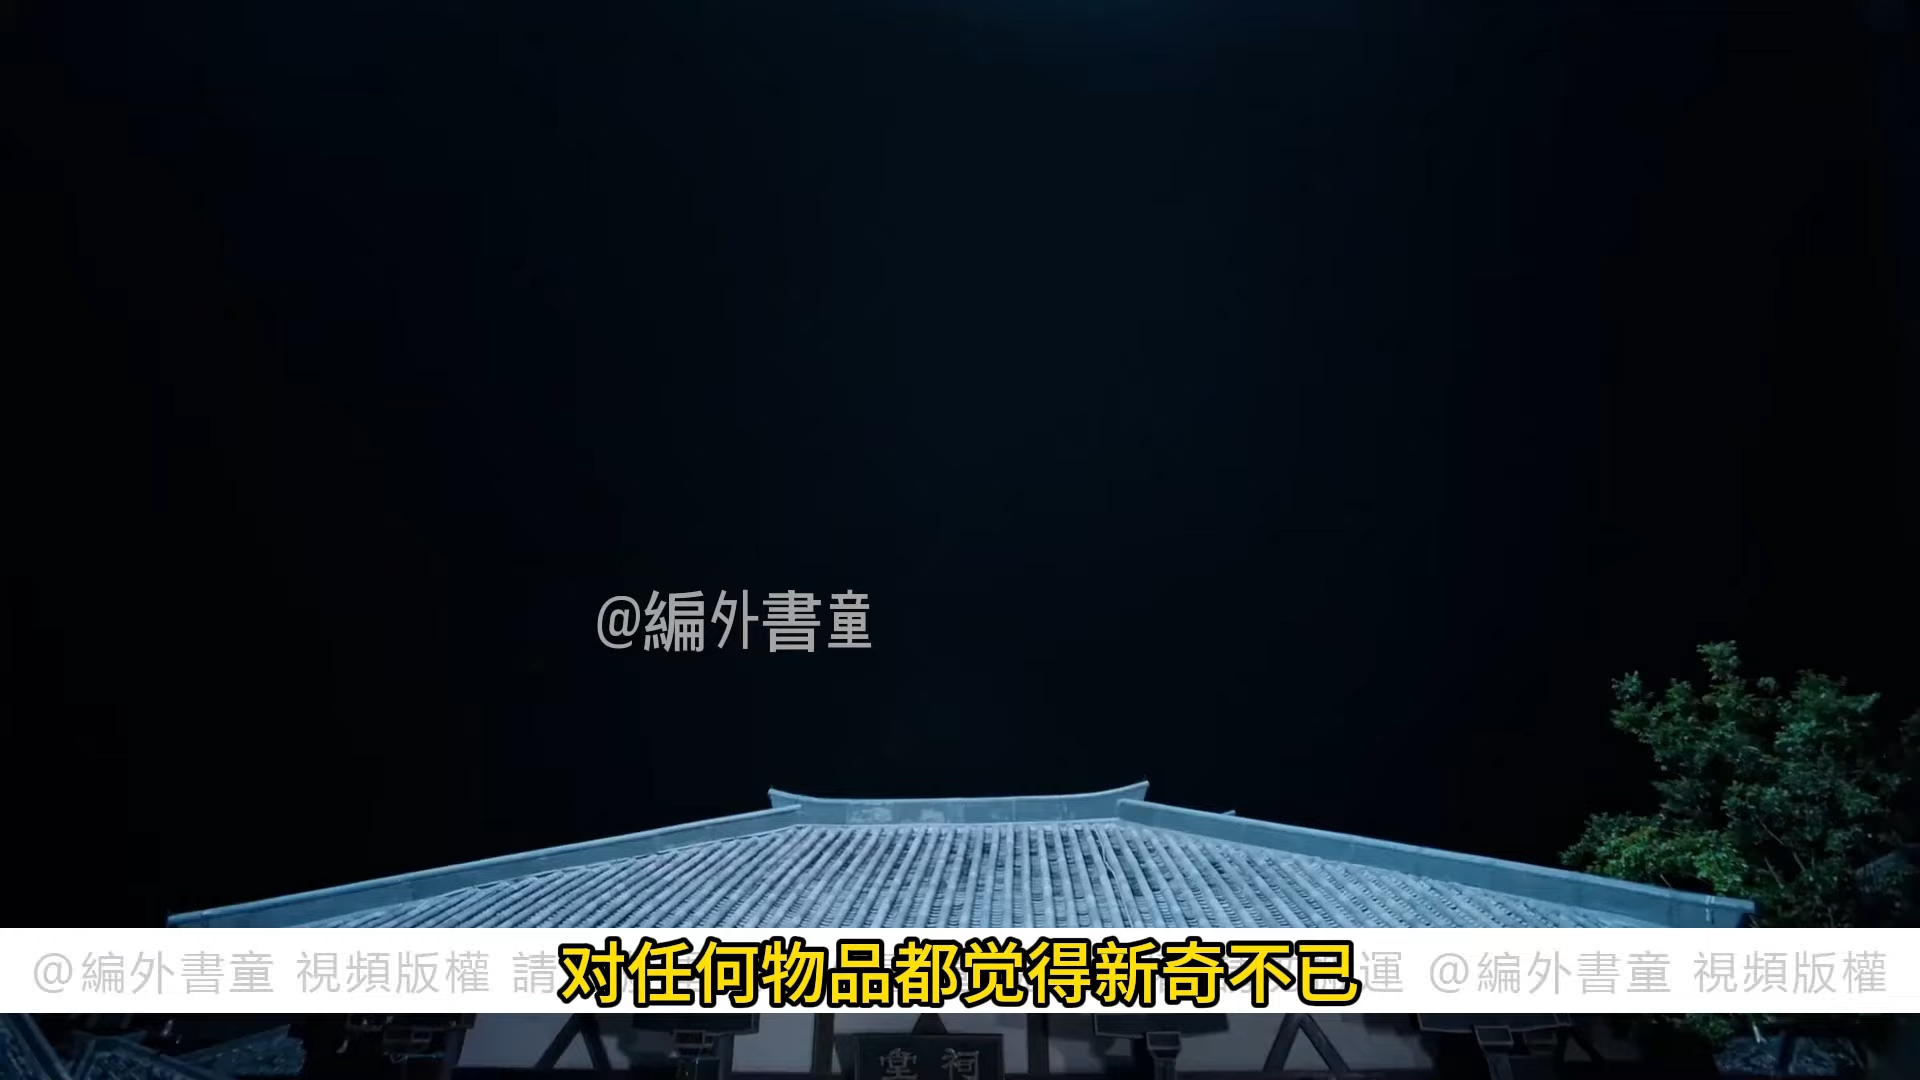 @編外書童
@編外書童 視頻版權 請
对任何物品都觉得新奇不已
運 @編外書童 視頻版權
堂祠